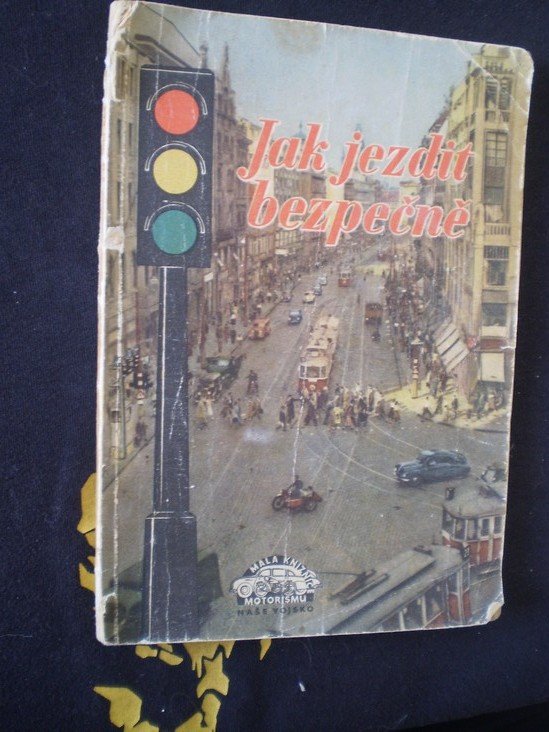 Jak jezdit
bezpečně
MALÁ KNIŽNICE
MOTORISMU
NAŠE VOJSKO